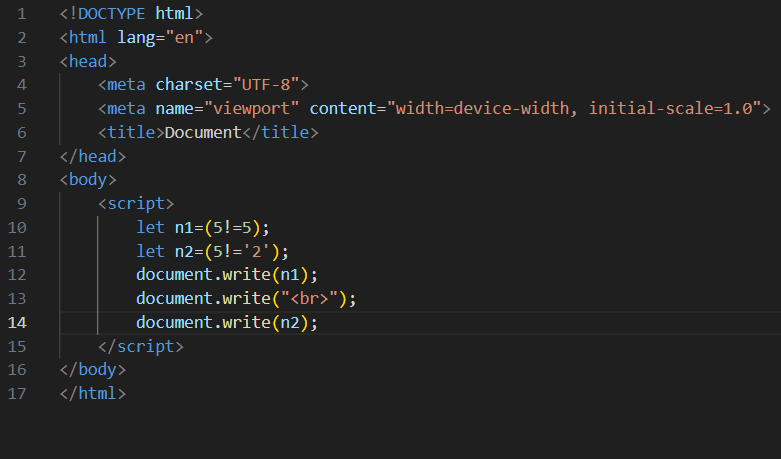 1 <!DOCTYPE html>
2 <html lang="en">
3 <head>
4     <meta charset="UTF-8">
5     <meta name="viewport" content="width=device-width, initial-scale=1.0">
6     <title>Document</title>
7 </head>
8 <body>
9     <script>
10         let n1=(5!=5);
11         let n2=(5!='2');
12         document.write(n1);
13         document.write("<br>");
14         document.write(n2);
15     </script>
16 </body>
17 </html>